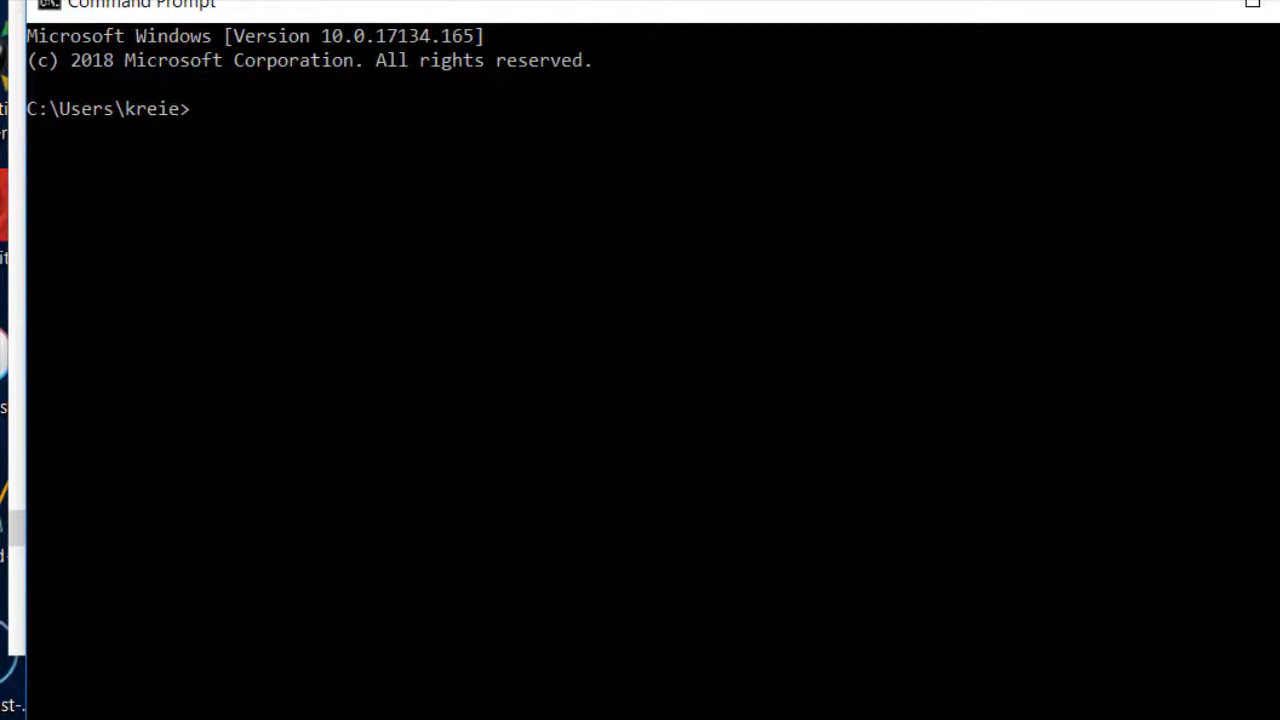 Command Prompt
Microsoft Windows [Version 10.0.17134.165]
(c) 2018 Microsoft Corporation. All rights reserved.
C:\Users\kreie>